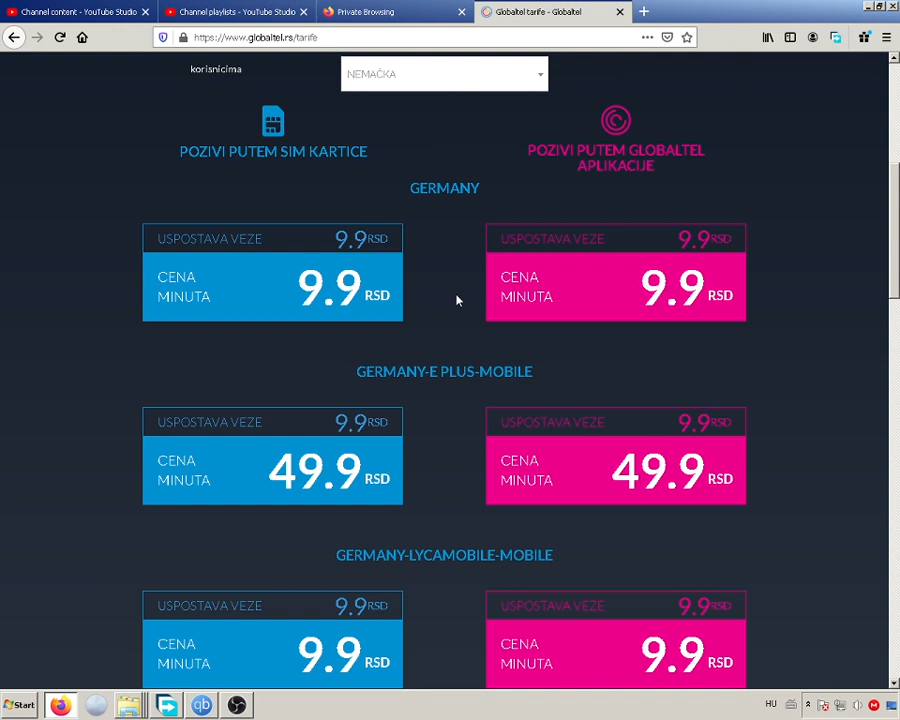 Channel content - YouTube Studio
Channel playlists - YouTube Studio
Private Browsing
Globaltel tarife - Globaltel
https://www.globaltel.rs/tarife
korisnicima
NEMAČKA
POZIVI PUTEM SIM KARTICE
POZIVI PUTEM GLOBALTEL
APLIKACIJE
GERMANY
USPOSTAVA VEZE 9.9 RSD
USPOSTAVA VEZE 9.9 RSD
CENA
MINUTA
9.9 RSD
CENA
MINUTA
9.9 RSD
GERMANY-E PLUS-MOBILE
USPOSTAVA VEZE 9.9 RSD
USPOSTAVA VEZE 9.9 RSD
CENA
MINUTA
49.9 RSD
CENA
MINUTA
49.9 RSD
GERMANY-LYCAMOBILE-MOBILE
USPOSTAVA VEZE 9.9 RSD
USPOSTAVA VEZE 9.9 RSD
CENA
MINUTA
9.9 RSD
CENA
MINUTA
9.9 RSD
Start
qb
HU